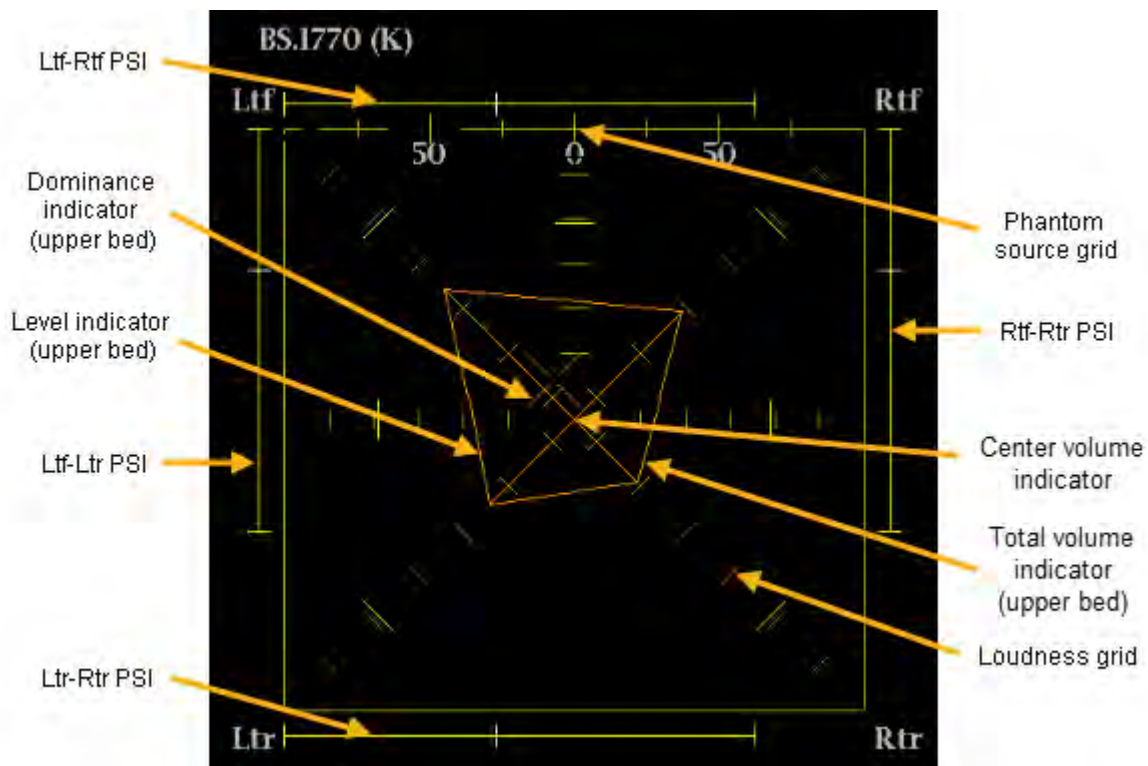 BS.1770 (K)
Ltf-Rtf PSI
Ltf
Rtf
50
0
50
Dominance
indicator
(upper bed)
Phantom
source grid
Level indicator
(upper bed)
Rtf-Rtr PSI
Ltf-Ltr PSI
Center volume
indicator
Total volume
indicator
(upper bed)
Loudness grid
Ltr-Rtr PSI
Ltr
Rtr